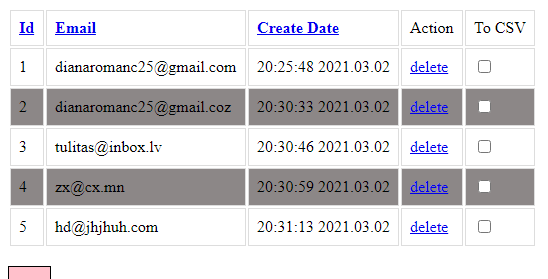 Id Email Create Date Action To CSV
1 dianaromanc25@gmail.com 20:25:48 2021.03.02 delete
2 dianaromanc25@gmail.coz 20:30:33 2021.03.02 delete
3 tulitas@inbox.lv 20:30:46 2021.03.02 delete
4 zx@cx.mn 20:30:59 2021.03.02 delete
5 hd@jhjhuh.com 20:31:13 2021.03.02 delete